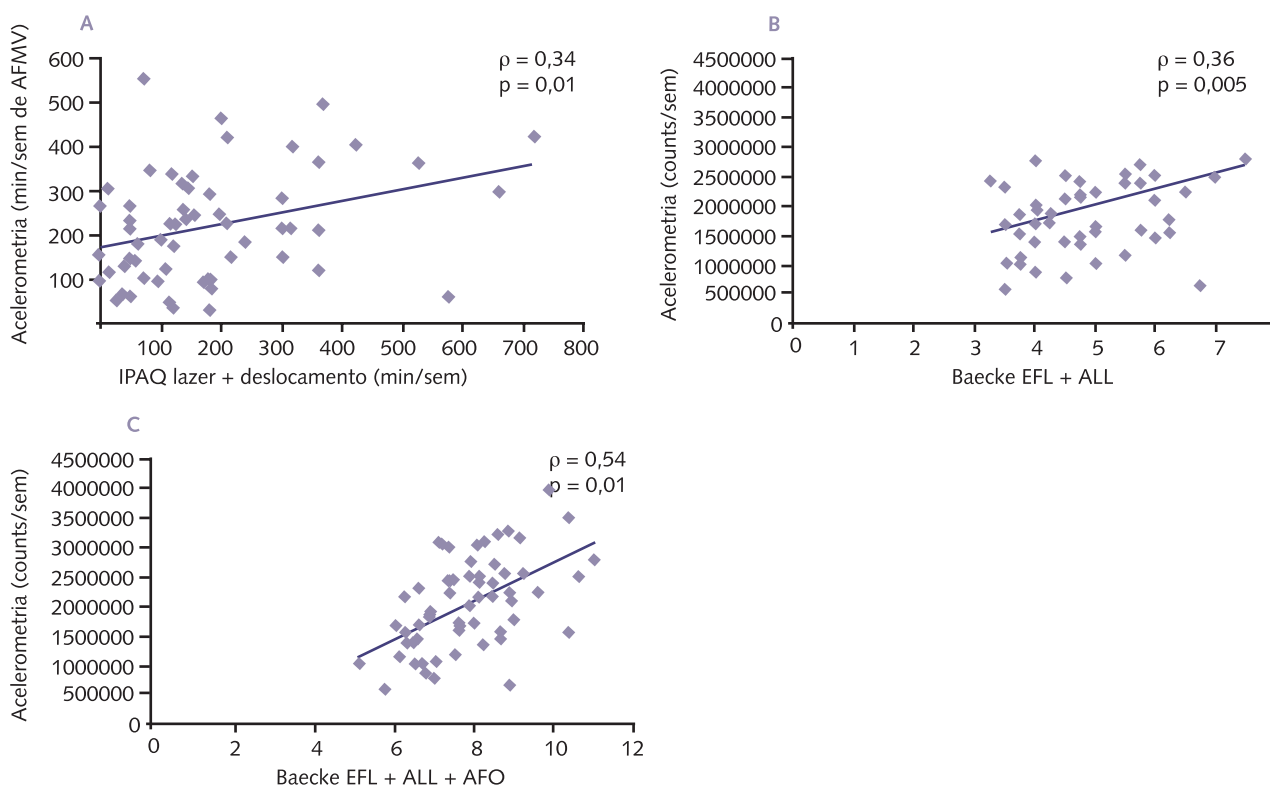 A
Acelerometria (min/sem de AFMV)
600
500
400
300
200
100
ρ = 0,34
p = 0,01
100 200 300 400 500 600 700 800
IPAQ lazer + deslocamento (min/sem)
B
Acelerometria (counts/sem)
4500000
4000000
3500000
3000000
2500000
2000000
1500000
1000000
500000
0
ρ = 0,36
p = 0,005
0 1 2 3 4 5 6 7
Baecke EFL + ALL
C
Acelerometria (counts/sem)
4500000
4000000
3500000
3000000
2500000
2000000
1500000
1000000
500000
0
ρ = 0,54
p = 0,01
0 2 4 6 8 10 12
Baecke EFL + ALL + AFO